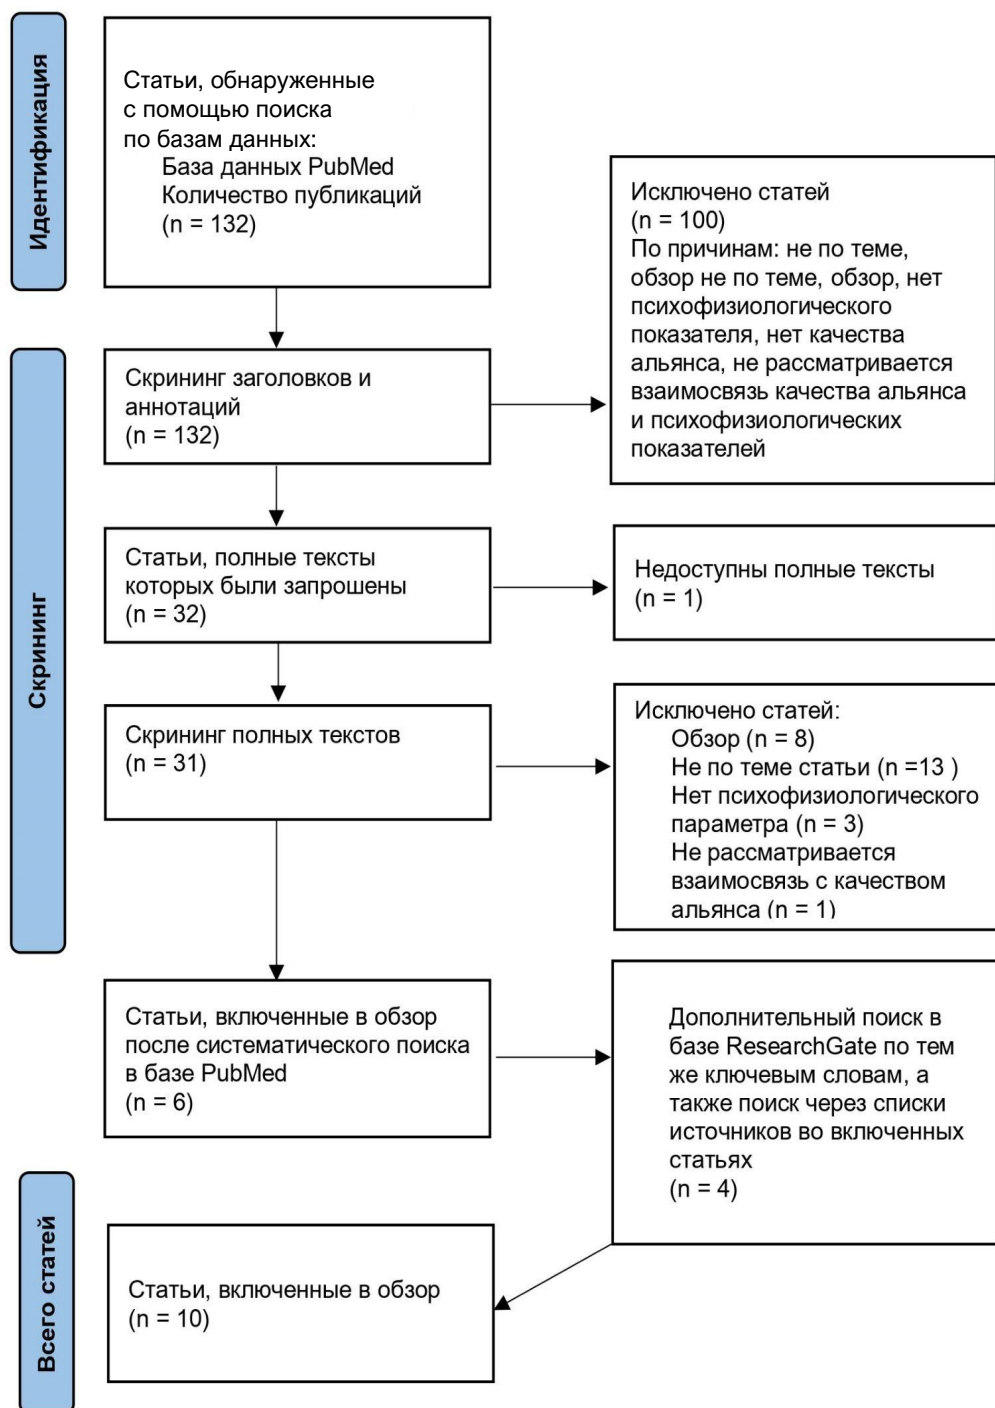 Идентификация
Статьи, обнаруженные
с помощью поиска
по базам данных:
База данных PubMed
Количество публикаций
(n = 132)
Исключено статей
(n = 100)
По причинам: не по теме,
обзор не по теме, обзор, нет
психофизиологического
показателя, нет качества
альянса, не рассматривается
взаимосвязь качества альянса
и психофизиологических
показателей
Скрининг
Скрининг заголовков и
аннотаций
(n = 132)
Статьи, полные тексты
которых были запрошены
(n = 32)
Недоступны полные тексты
(n = 1)
Скрининг полных текстов
(n = 31)
Исключено статей:
Обзор (n = 8)
Не по теме статьи (n =13 )
Нет психофизиологического
параметра (n = 3)
Не рассматривается
взаимосвязь с качеством
альянса (n = 1)
Статьи, включенные в обзор
после систематического поиска
в базе PubMed
(n = 6)
Дополнительный поиск в
базе ResearchGate по тем
же ключевым словам, а
также поиск через списки
источников во включенных
статьях
(n = 4)
Всего статей
Статьи, включенные в обзор
(n = 10)